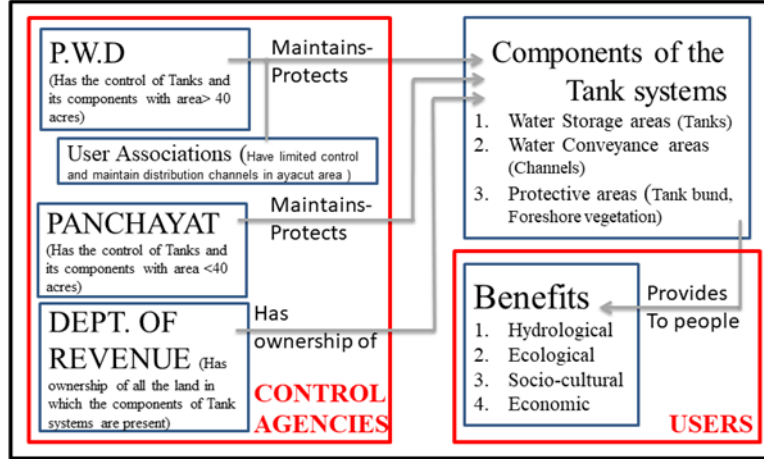 P.W.D
(Has the control of Tanks and
its components with area> 40
acres)
Maintains-
Protects
User Associations (Have limited control
and maintain distribution channels in ayacut area )
PANCHAYAT
(Has the control of Tanks and
its components with area <40
acres)
Maintains-
Protects
DEPT. OF
REVENUE (Has
ownership of all the land in
which the components of Tank
systems are present)
Has
ownership of
CONTROL
AGENCIES
Components of the
Tank systems
1. Water Storage areas (Tanks)
2. Water Conveyance areas
(Channels)
3. Protective areas (Tank bund,
Foreshore vegetation)
Benefits
1. Hydrological
2. Ecological
3. Socio-cultural
4. Economic
Provides
To people
USERS